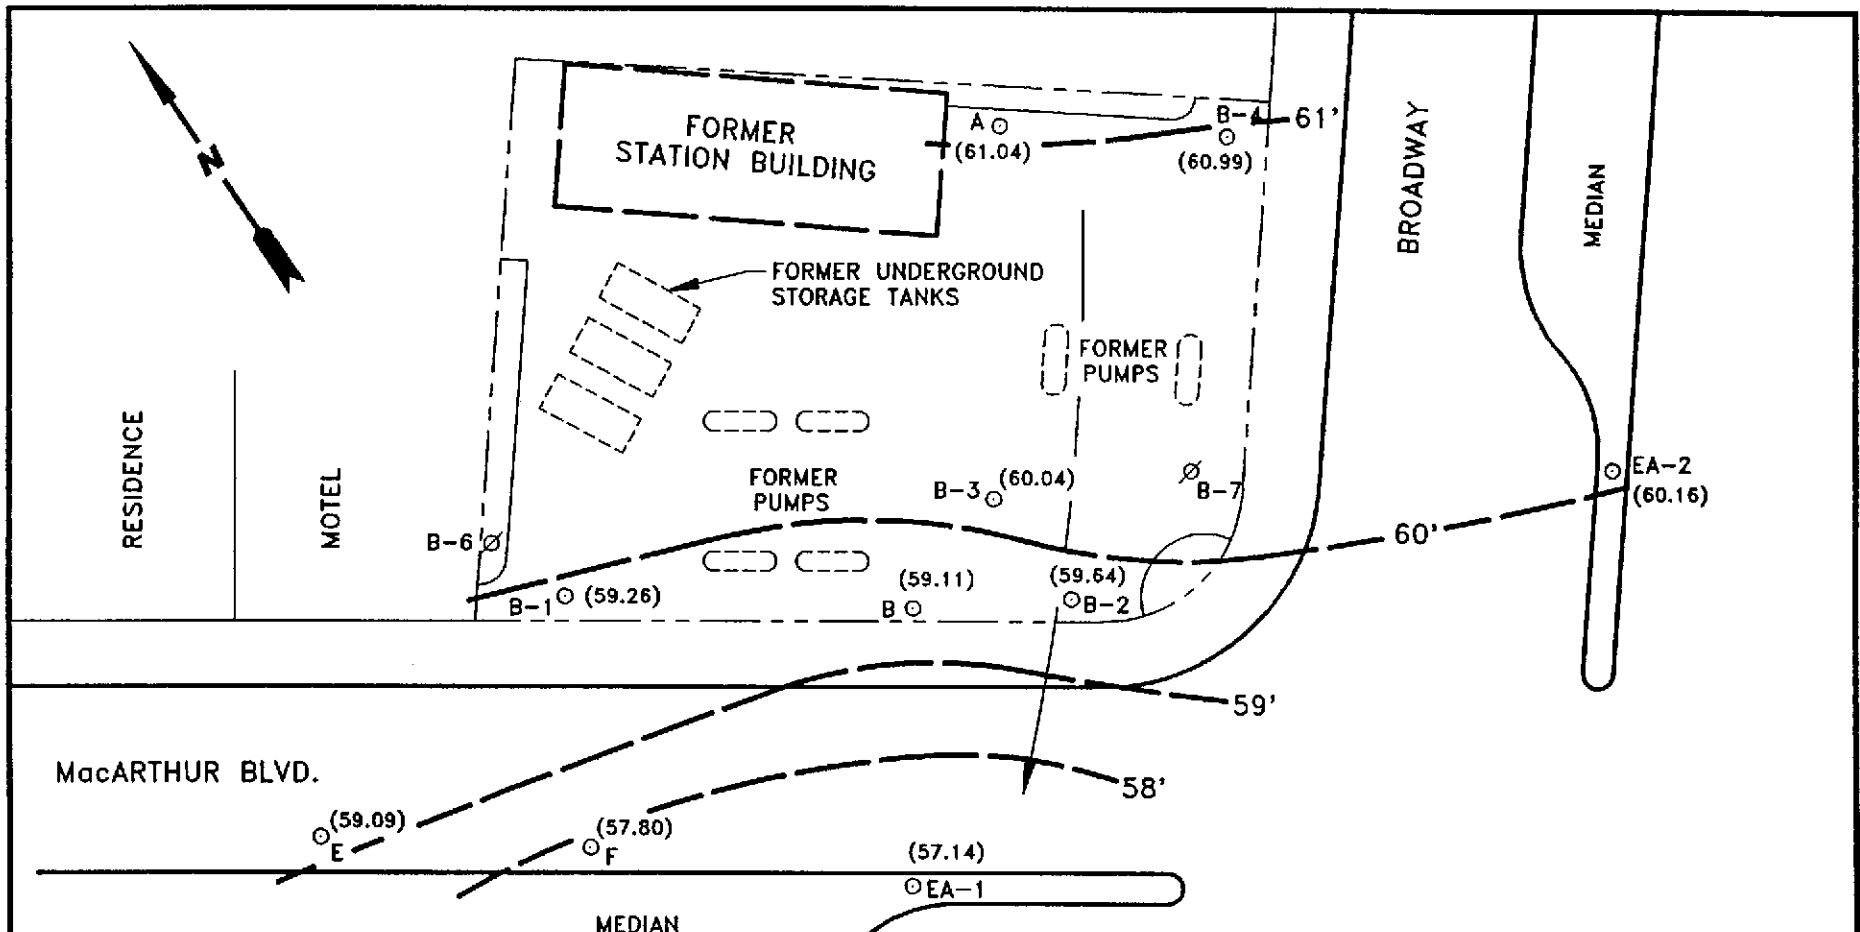 N
FORMER
STATION BUILDING
A
(61.04)
B-4
(60.99)
61'
BROADWAY
MEDIAN
FORMER UNDERGROUND
STORAGE TANKS
FORMER
PUMPS
RESIDENCE
MOTEL
FORMER
PUMPS
B-3
(60.04)
B-7
EA-2
(60.16)
B-6
60'
B-1
(59.26)
(59.11)
B
(59.64)
B-2
59'
MacARTHUR BLVD.
58'
(59.09)
E
(57.80)
F
(57.14)
EA-1
MEDIAN